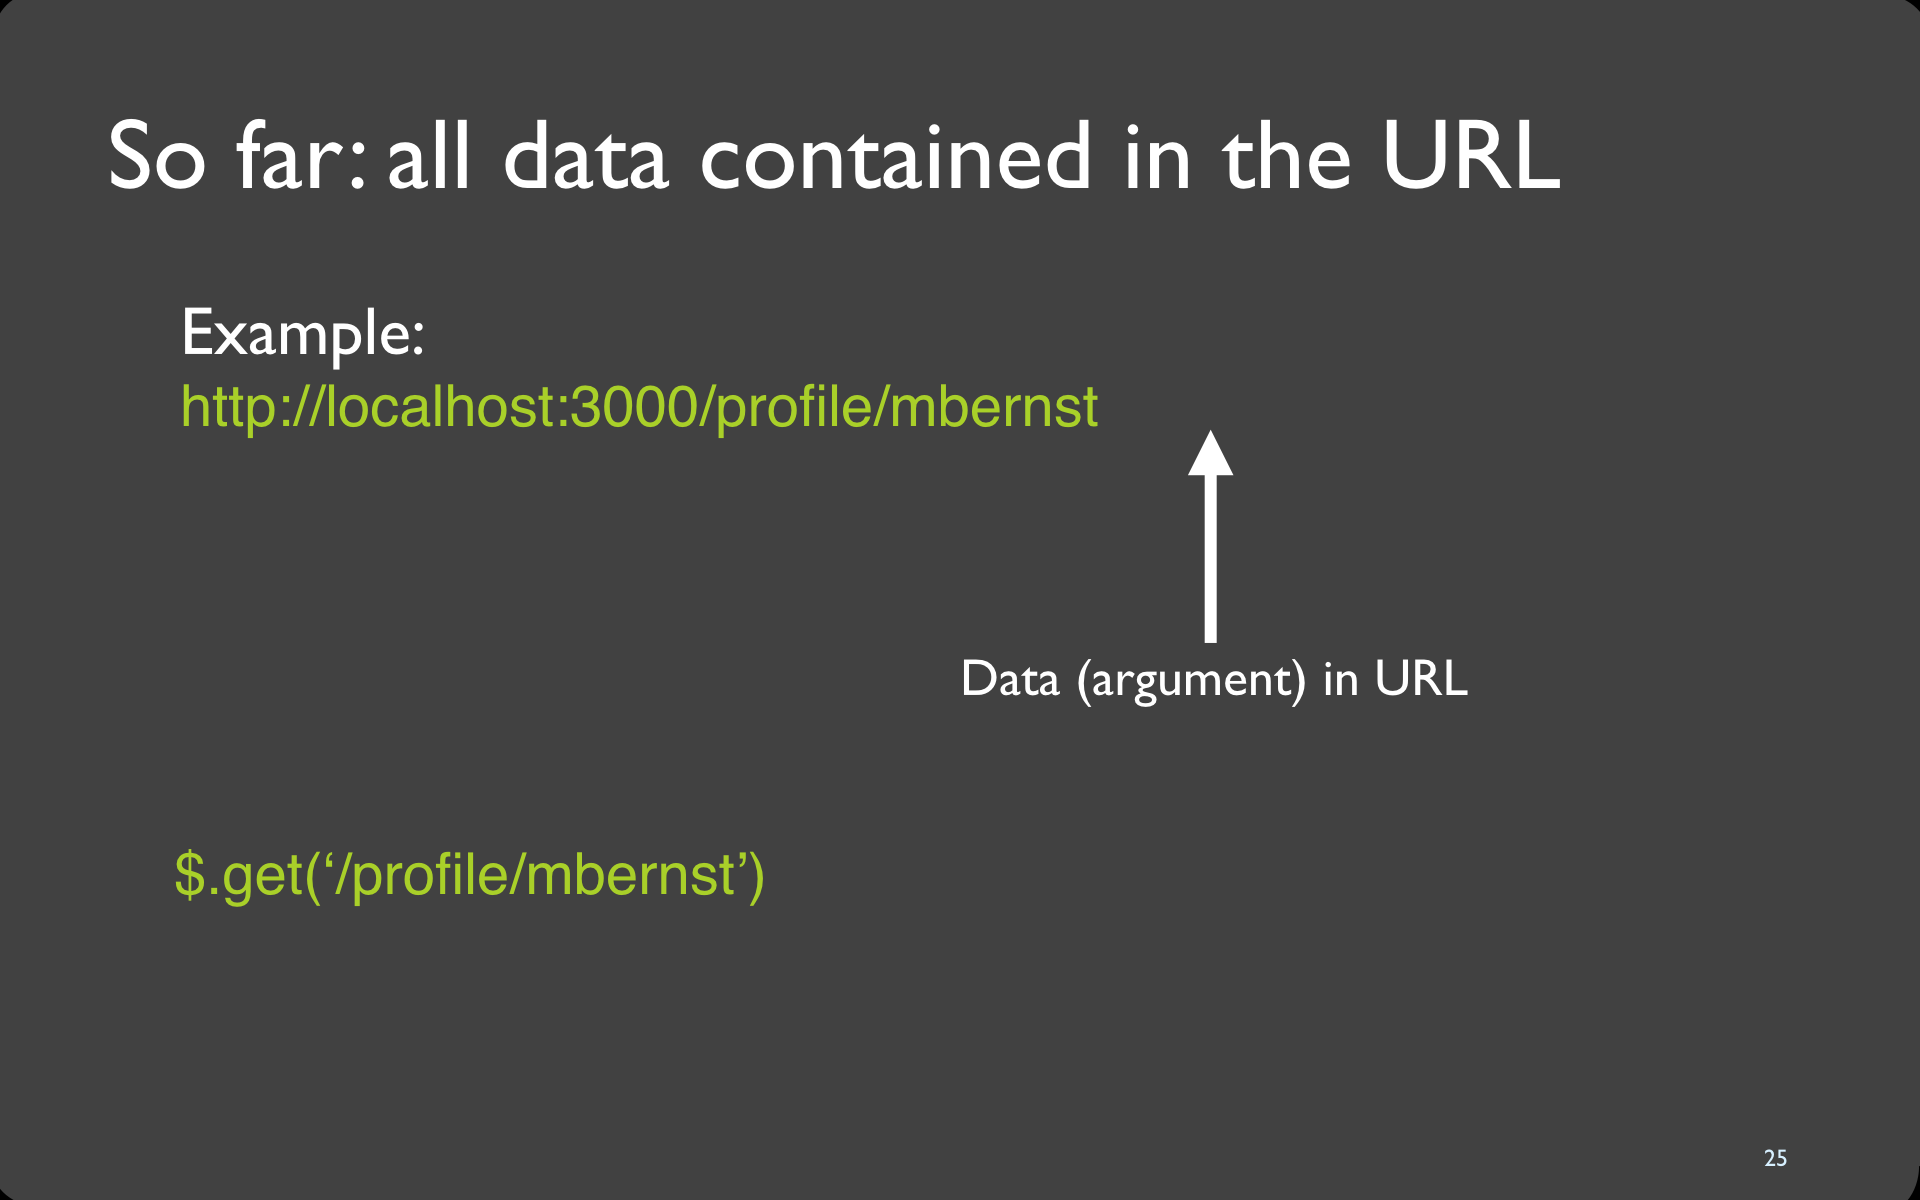 So far: all data contained in the URL
Example:
http://localhost:3000/profile/mbernst
Data (argument) in URL
$.get(‘/profile/mbernst’)
25